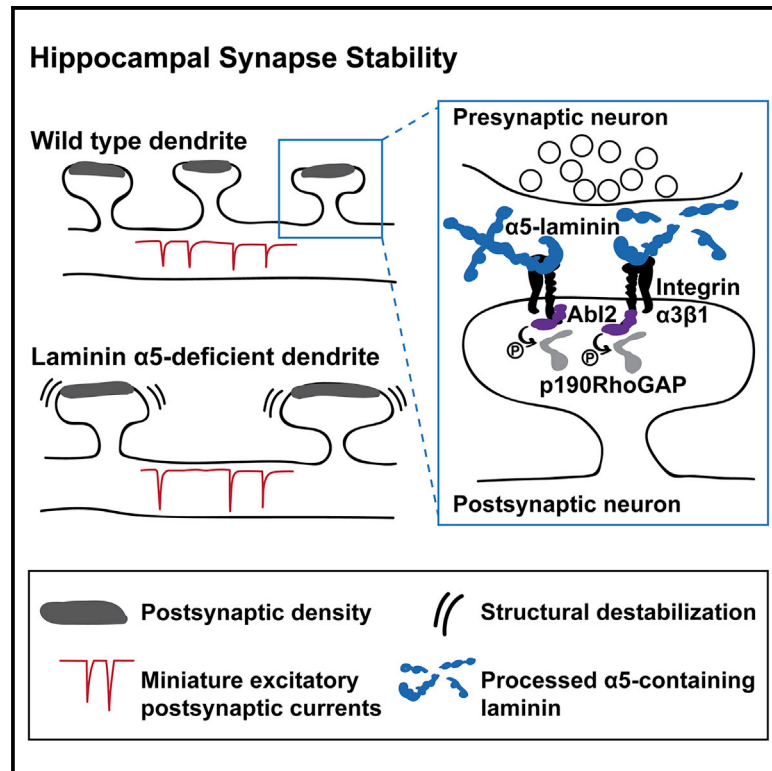 Hippocampal Synapse Stability
Wild type dendrite
Laminin α5-deficient dendrite
Presynaptic neuron
α5-laminin
Integrin
α3β1
Abl2
P
P
p190RhoGAP
Postsynaptic neuron
Postsynaptic density
Structural destabilization
Miniature excitatory
postsynaptic currents
Processed α5-containing
laminin